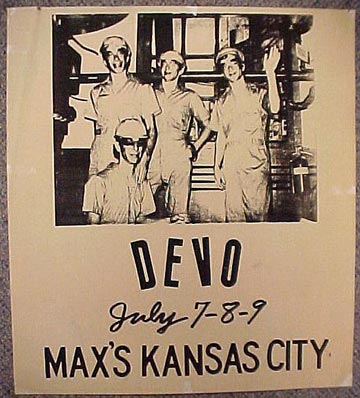 DEVO
July 7-8-9
MAX'S KANSAS CITY